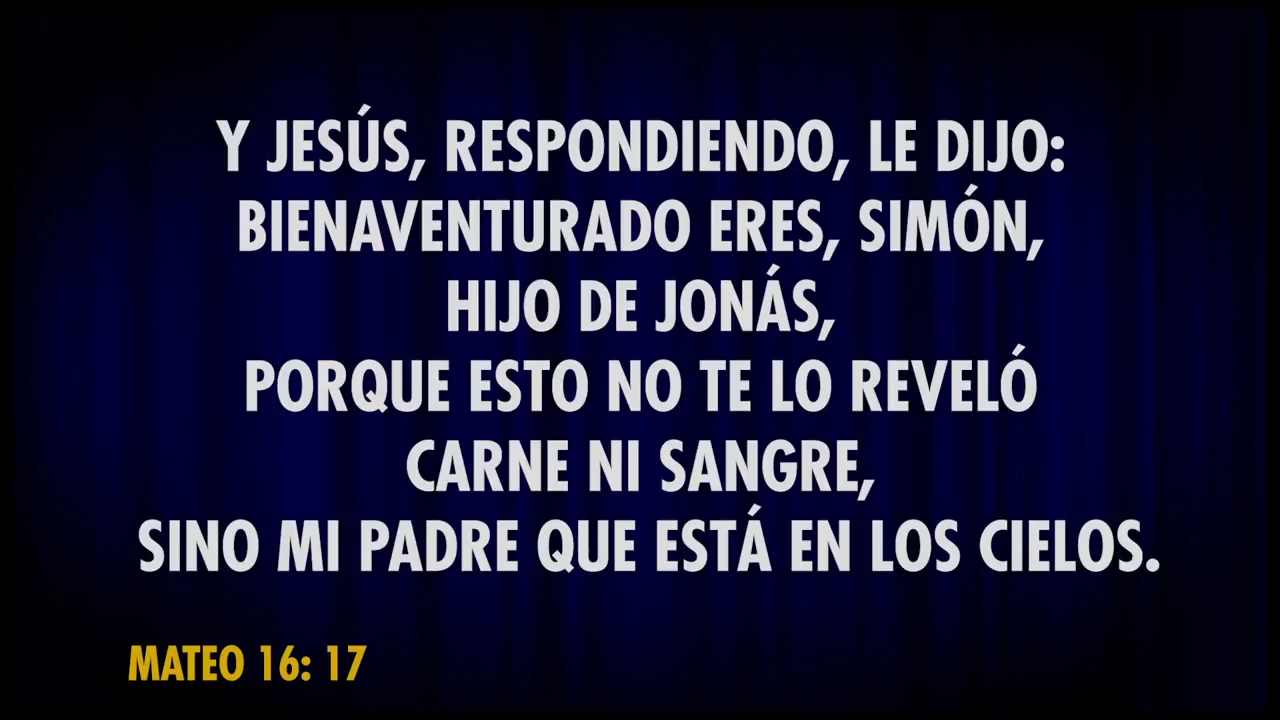 Y JESÚS, RESPONDIENDO, LE DIJO:
BIENAVENTURADO ERES, SIMÓN,
HIJO DE JONÁS,
PORQUE ESTO NO TE LO REVELÓ
CARNE NI SANGRE,
SINO MI PADRE QUE ESTÁ EN LOS CIELOS.
MATEO 16: 17